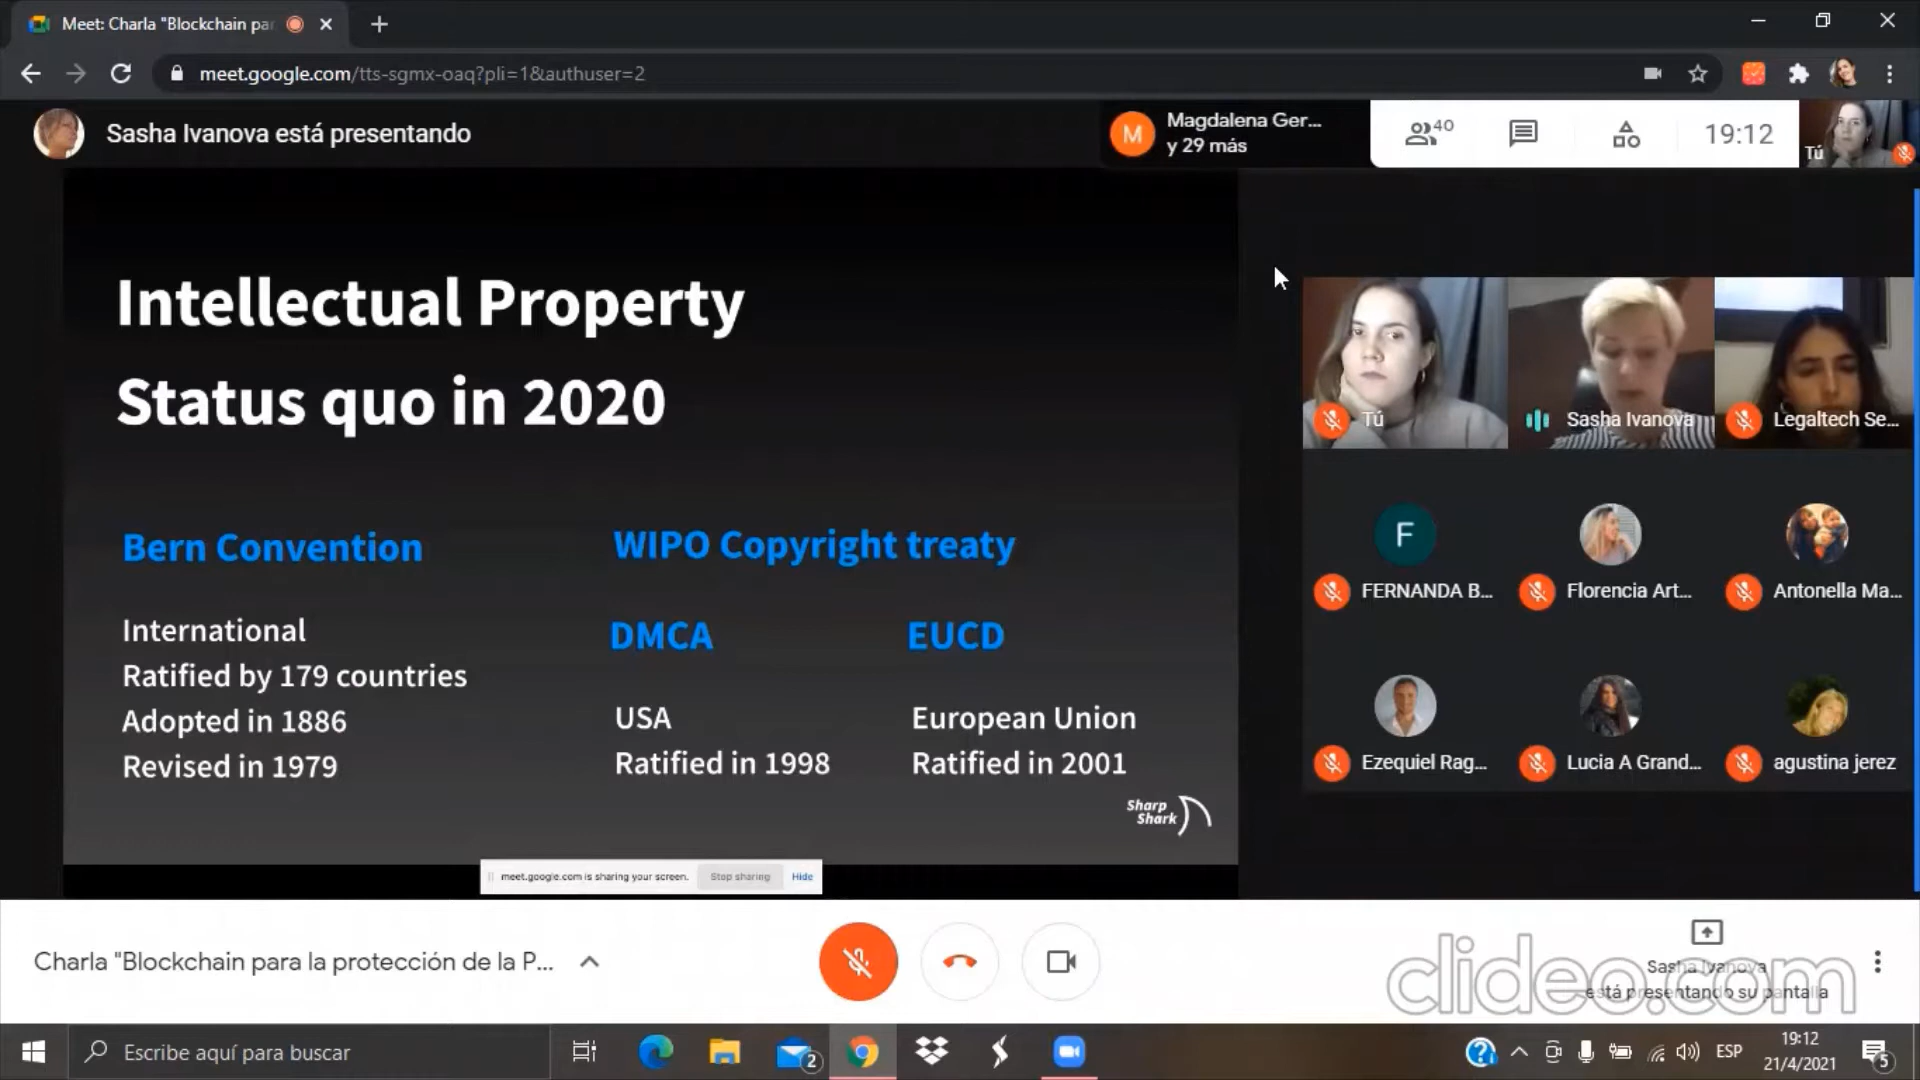 Meet: Charla "Blockchain pa
meet.google.com/tts-sgmx-oaq?pli=1&authuser=2
Sasha Ivanova está presentando
M
Magdalena Ger...
y 29 más
40
19:12
Tú
Intellectual Property
Status quo in 2020
Bern Convention
International
Ratified by 179 countries
Adopted in 1886
Revised in 1979
WIPO Copyright treaty
DMCA
USA
Ratified in 1998
EUCD
European Union
Ratified in 2001
Sharp
Shark
meet.google.com is sharing your screen.
Stop sharing
Hide
Tú
Sasha Ivanova
Legaltech Se...
F
FERNANDA B...
Florencia Art...
Antonella Ma...
Ezequiel Rag...
Lucia A Grand...
agustina jerez
Charla "Blockchain para la protección de la P...
Sasha Ivanova
está presentando su pantalla
clideo.com
Escribe aquí para buscar
2
ESP
19:12
21/4/2021
5